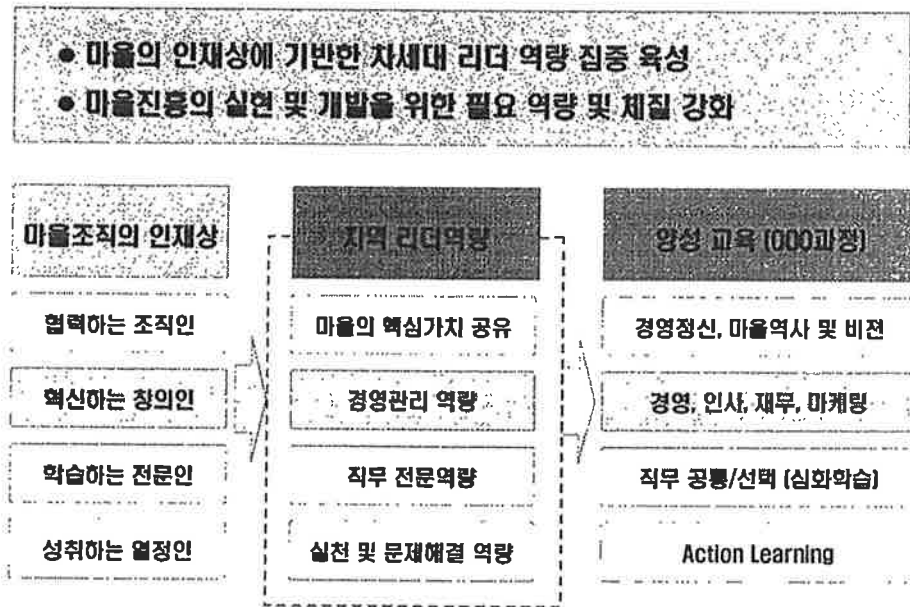 ● 마을의 인재상에 기반한 차세대 리더 역량 집중 육성
● 마을진흥의 실현 및 개발을 위한 필요 역량 및 체질 강화
마을조직의 인재상
협력하는 조직인
혁신하는 창의인
학습하는 전문인
성취하는 열정인
지역 리더역량
마을의 핵심가치 공유
경영관리 역량
직무 전문역량
실천 및 문제해결 역량
양성 교육 (000과정)
경영정신, 마을역사 및 비젼
경영, 인사, 재무, 마케팅
직무 공통/선택 (심화학습)
Action Learning